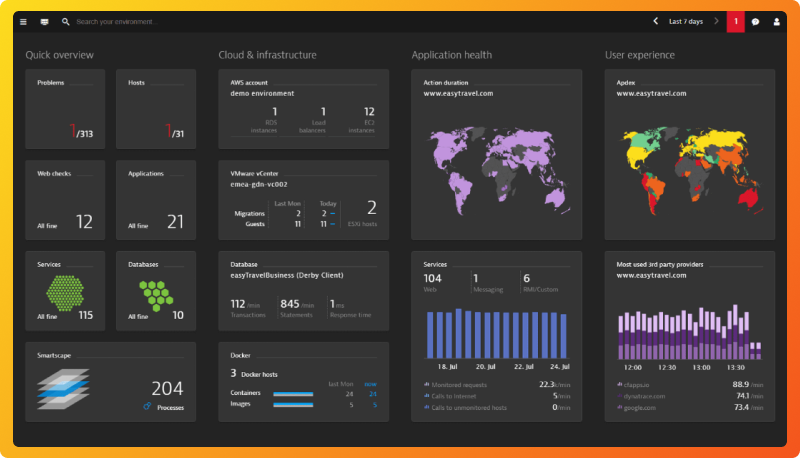 Search your environment...
Last 7 days
1
Quick overview
Problems
1/313
Hosts
1/31
Web checks
All fine 12
Applications
All fine 21
Services
All fine 115
Databases
All fine 10
Smartscape
204
Processes
Cloud & infrastructure
AWS account
demo environment
1 1 12
RDS Load EC2
instances balancers instances
VMware vCenter
emea-gdn-vc002
Last Mon Today
Migrations 2 2 –
Guests 11 11 –
2
ESXi hosts
Database
easyTravelBusiness (Derby Client)
112 /min 845 /min 1 ms
Transactions Statements Response time
Docker
3 Docker hosts
last Mon now
Containers 24 24
Images 5 5
Application health
Action duration
www.easytravel.com
Services
104 1 6
Web Messaging RMI/Custom
18. Jul 20. Jul 22. Jul 24. Jul
Monitored requests 22.3k/min
Calls to Internet 5/min
Calls to unmonitored hosts 0/min
User experience
Apdex
www.easytravel.com
Most used 3rd party providers
www.easytravel.com
12:00 12:30 13:00 13:30
cfapps.io 88.9 /min
dynatrace.com 74.1 /min
google.com 73.4 /min